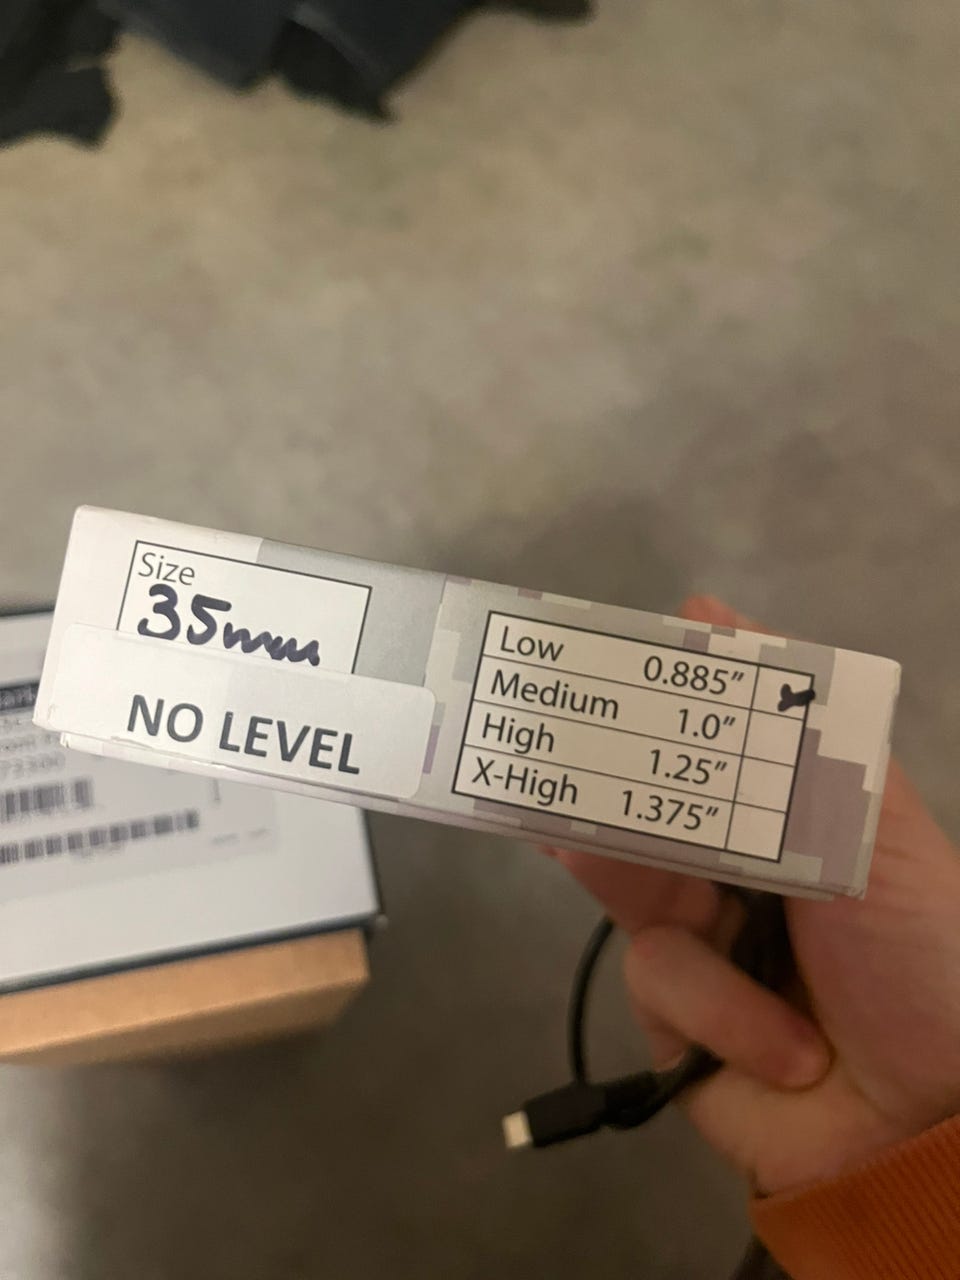 Size
35mm
NO LEVEL
Low 0.885"
Medium 1.0"
High 1.25"
X-High 1.375"